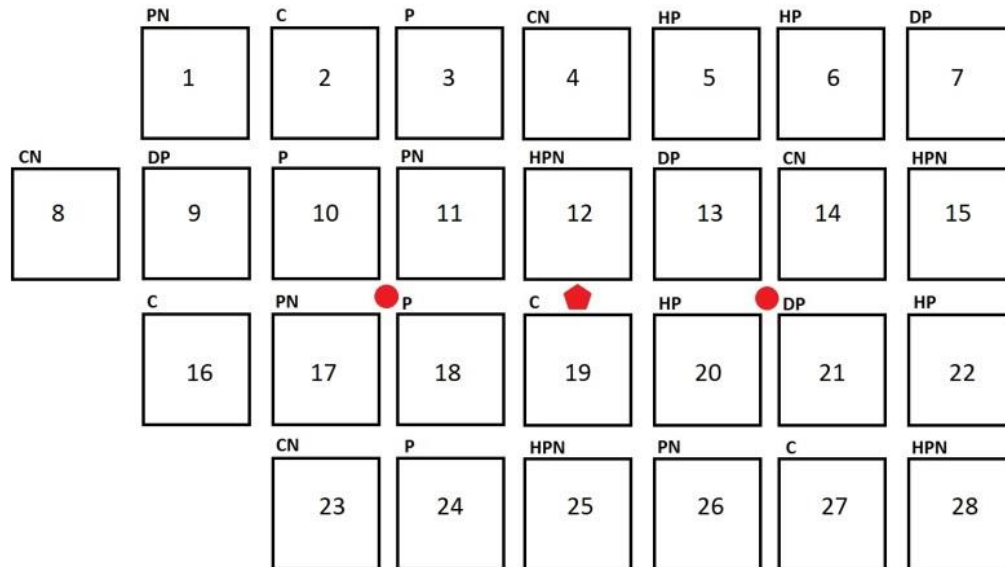 PN C P CN HP HP DP
1 2 3 4 5 6 7
CN DP P PN HPN DP CN HPN
8 9 10 11 12 13 14 15
C PN P C HP DP HP
16 17 18 19 20 21 22
CN P HPN PN C HPN
23 24 25 26 27 28